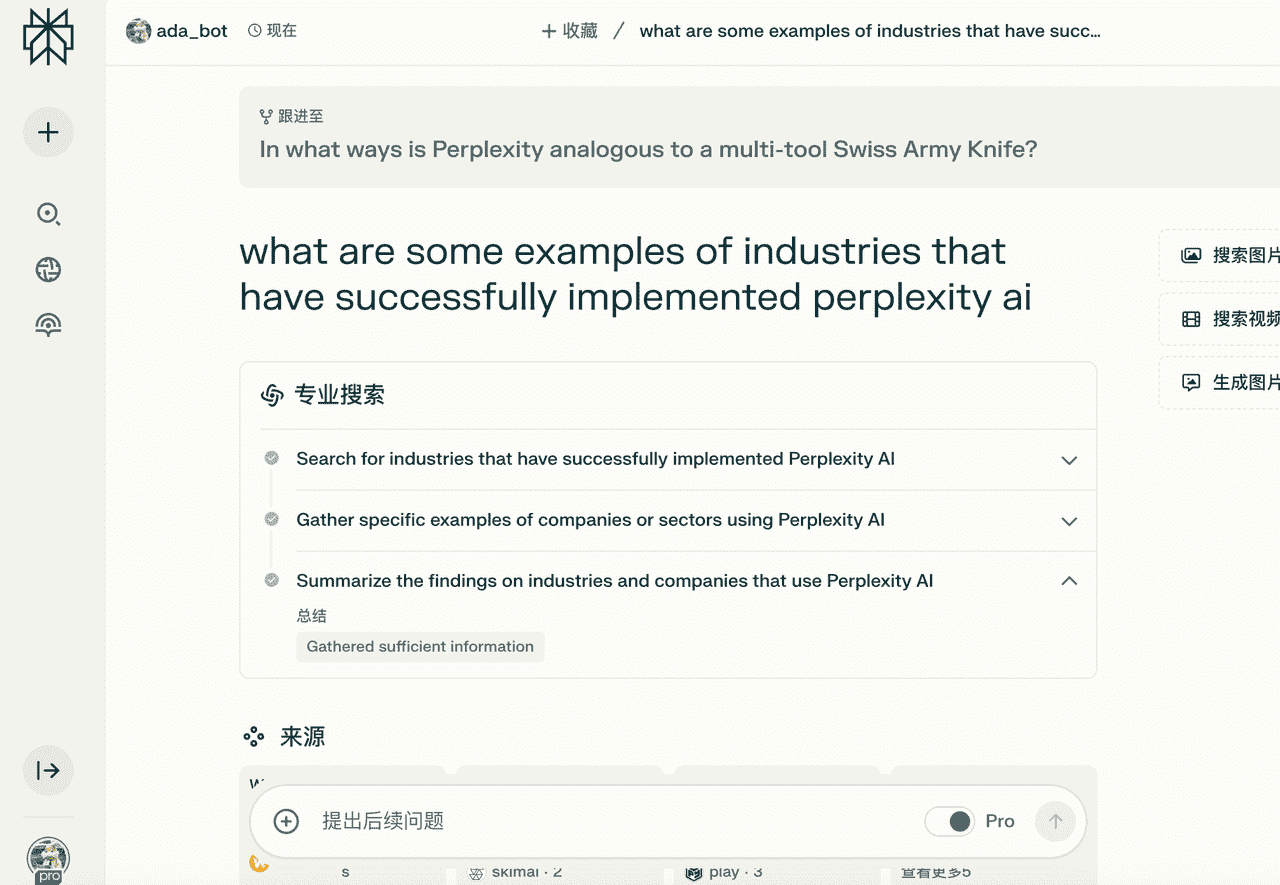 ada_bot
现在
收藏 / what are some examples of industries that have succ...
跟进至
In what ways is Perplexity analogous to a multi-tool Swiss Army Knife?
what are some examples of industries that
have successfully implemented perplexity ai
搜索图片
搜索视频
生成图片
专业搜索
Search for industries that have successfully implemented Perplexity AI
Gather specific examples of companies or sectors using Perplexity AI
Summarize the findings on industries and companies that use Perplexity AI
总结
Gathered sufficient information
来源
提出后续问题
Pro
s
skimai · 2
play · 3
查看更多5
pro